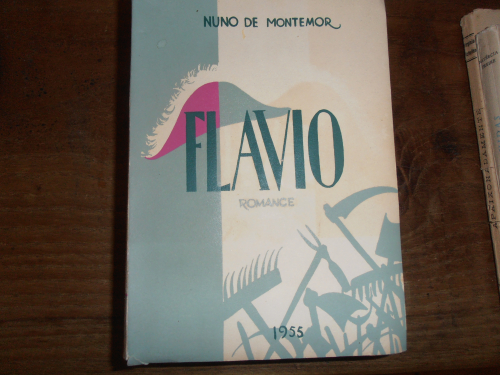 NUNO DE MONTEMOR
FLAVIO
ROMANCE
1955